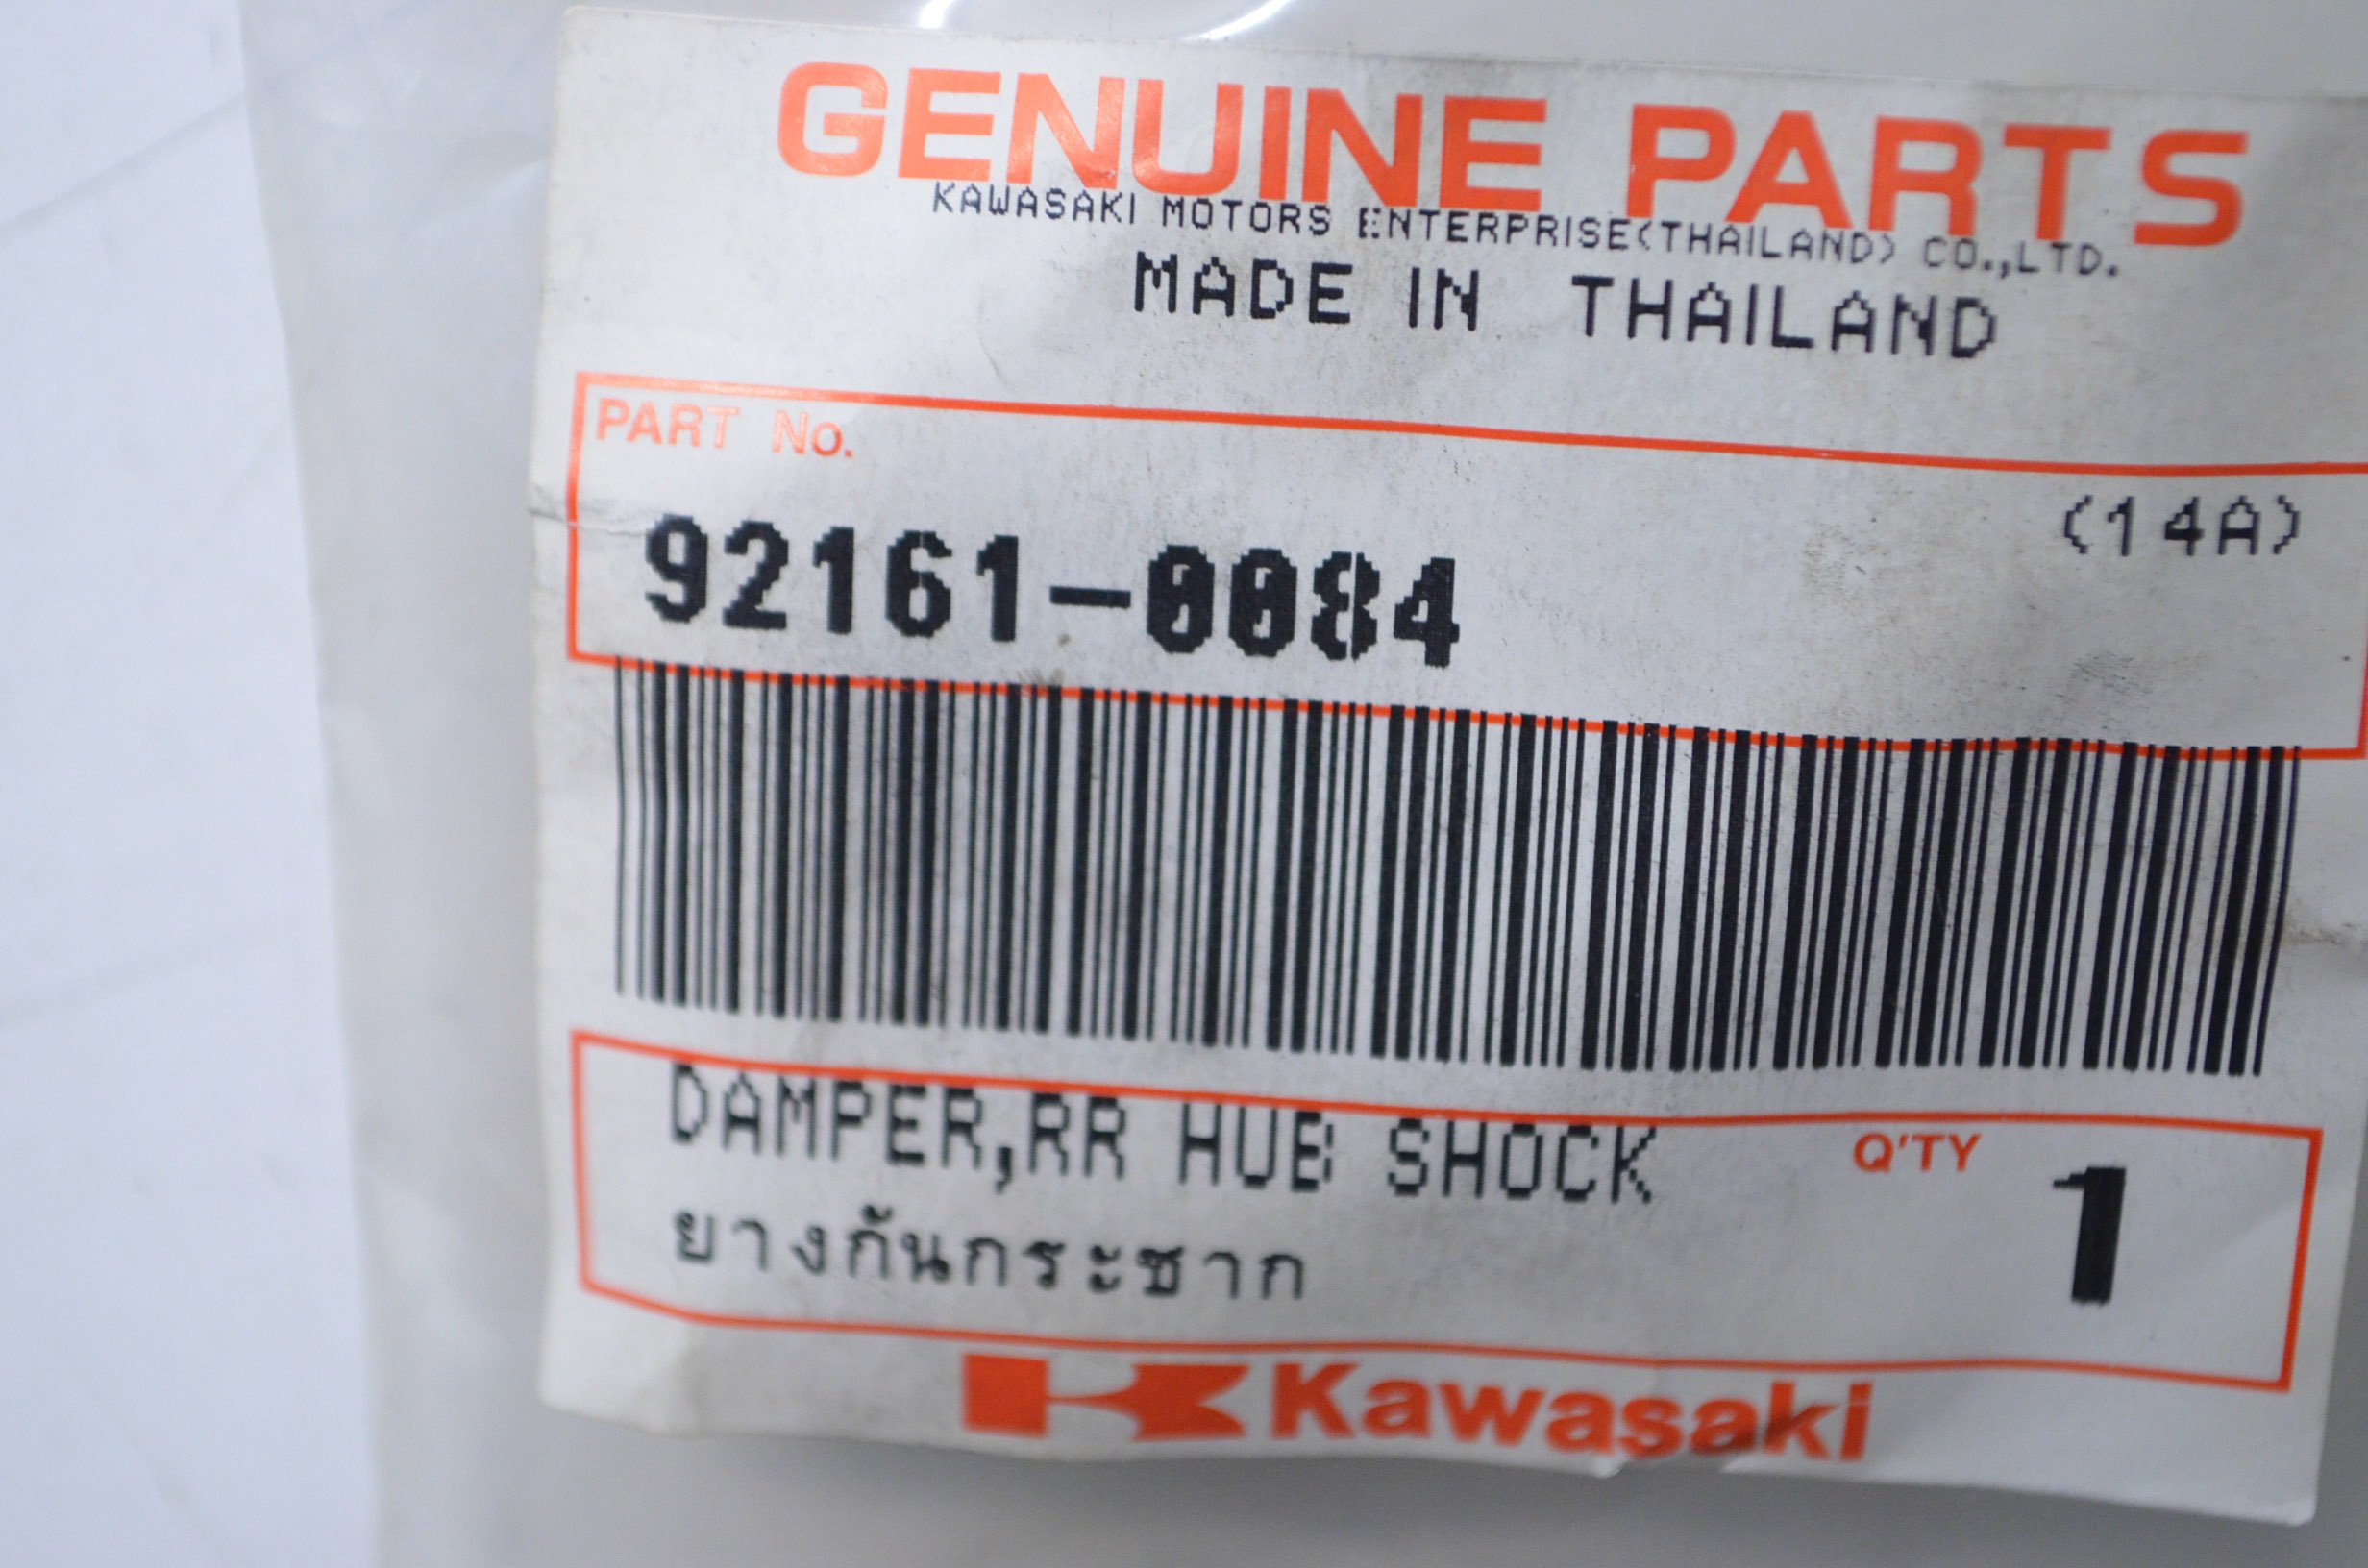 GENUINE PARTS
KAWASAKI MOTORS ENTERPRISE(THAILAND) CO.,LTD.
MADE IN THAILAND
PART No.
(14A)
92161-0084
DAMPER,RR HUB SHOCK
Q'TY 1
ยางกันกระชาก
Kawasaki